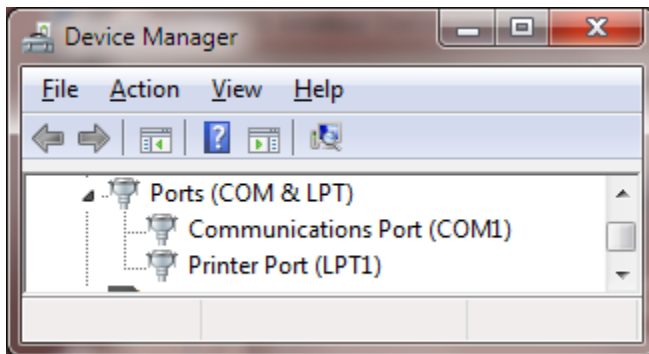 Device Manager
File Action View Help
Ports (COM & LPT)
Communications Port (COM1)
Printer Port (LPT1)